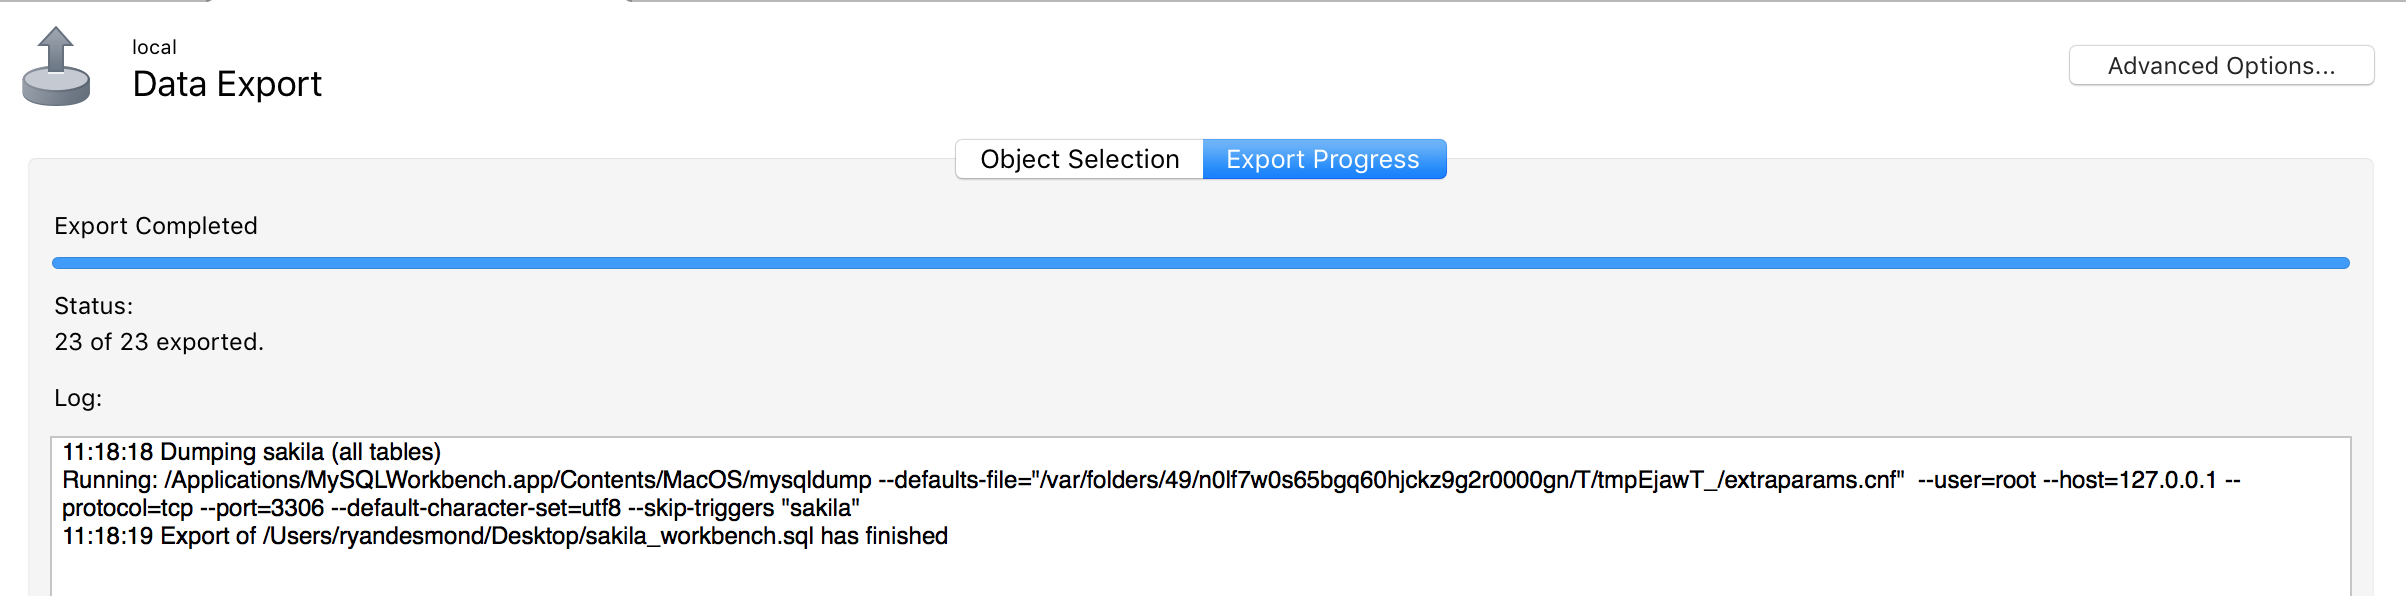 local
Data Export
Advanced Options...
Object Selection
Export Progress
Export Completed
Status:
23 of 23 exported.
Log:
11:18:18 Dumping sakila (all tables)
Running: /Applications/MySQLWorkbench.app/Contents/MacOS/mysqldump --defaults-file="/var/folders/49/n0lf7w0s65bgq60hjckz9g2r0000gn/T/tmpEjawT_/extraparams.cnf"  --user=root --host=127.0.0.1 --
protocol=tcp --port=3306 --default-character-set=utf8 --skip-triggers "sakila"
11:18:19 Export of /Users/ryandesmond/Desktop/sakila_workbench.sql has finished